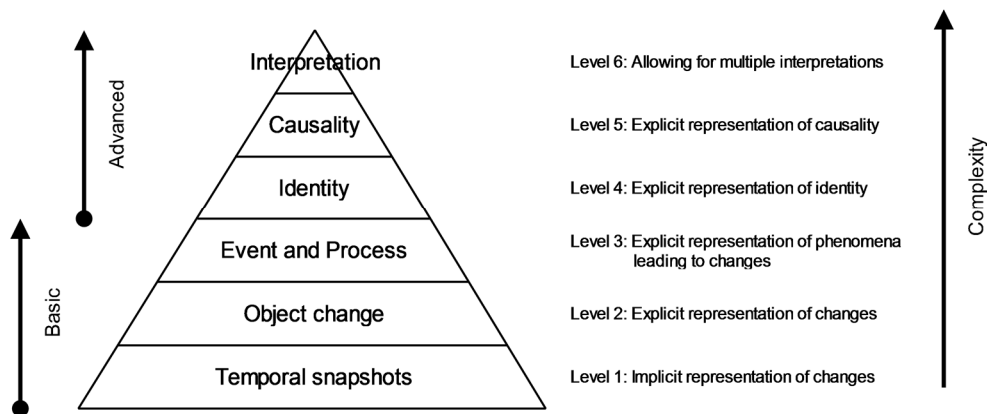 Interpretation
Level 6: Allowing for multiple interpretations
Causality
Level 5: Explicit representation of causality
Advanced
Identity
Level 4: Explicit representation of identity
Complexity
Event and Process
Level 3: Explicit representation of phenomena
leading to changes
Basic
Object change
Level 2: Explicit representation of changes
Temporal snapshots
Level 1: Implicit representation of changes